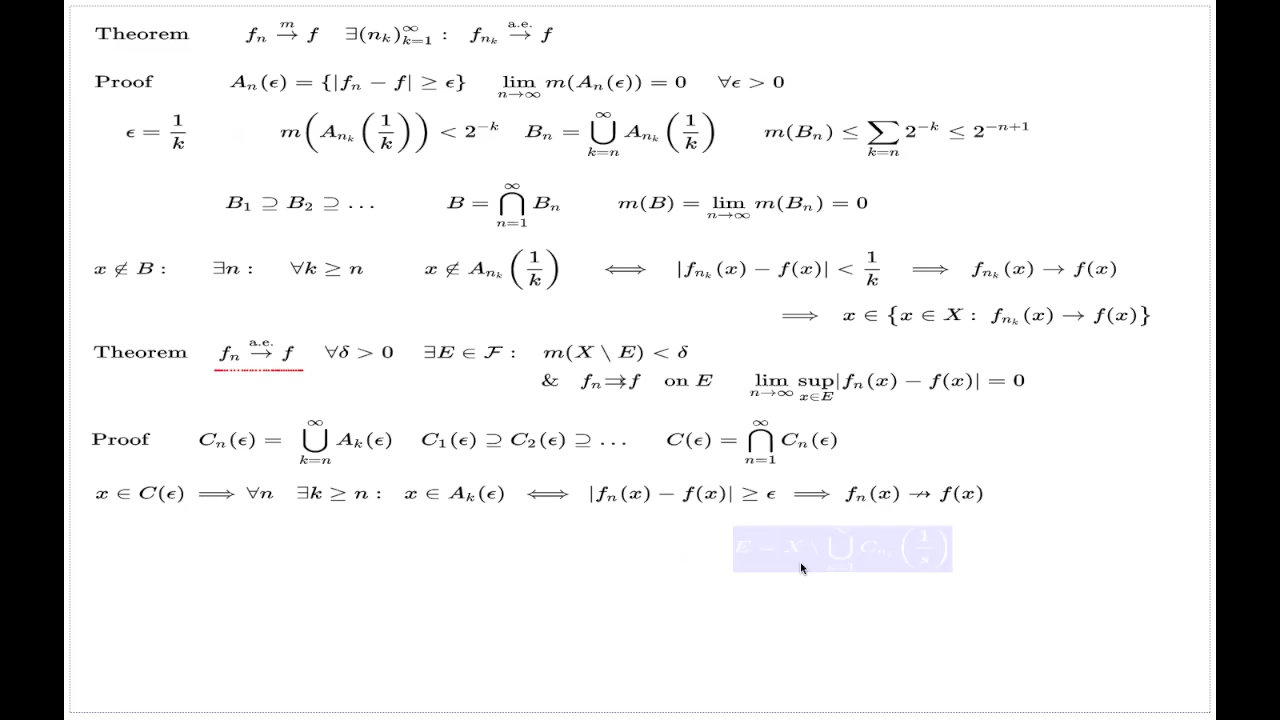 Theorem f_n \xrightarrow{m} f ∃(n_k)_{k=1}^∞ : f_{n_k} \xrightarrow{a.e.} f
Proof A_n(ϵ) = {|f_n − f| ≥ ϵ} lim_{n→∞} m(A_n(ϵ)) = 0 ∀ϵ > 0
ϵ = 1/k m(A_{n_k}(1/k)) < 2^{−k} B_n = ⋃_{k=n}^∞ A_{n_k}(1/k) m(B_n) ≤ ∑_{k=n} 2^{−k} ≤ 2^{−n+1}
B_1 ⊇ B_2 ⊇ … B = ⋂_{n=1}^∞ B_n m(B) = lim_{n→∞} m(B_n) = 0
x ∉ B : ∃n : ∀k ≥ n x ∉ A_{n_k}(1/k) ⟺ |f_{n_k}(x) − f(x)| < 1/k ⟹ f_{n_k}(x) → f(x)
⟹ x ∈ {x ∈ X : f_{n_k}(x) → f(x)}
Theorem f_n \xrightarrow{a.e.} f ∀δ > 0 ∃E ∈ ℱ : m(X \ E) < δ
& f_n ⇉ f on E lim_{n→∞} sup_{x∈E} |f_n(x) − f(x)| = 0
Proof C_n(ϵ) = ⋃_{k=n}^∞ A_k(ϵ) C_1(ϵ) ⊇ C_2(ϵ) ⊇ … C(ϵ) = ⋂_{n=1}^∞ C_n(ϵ)
x ∈ C(ϵ) ⟹ ∀n ∃k ≥ n : x ∈ A_k(ϵ) ⟺ |f_n(x) − f(x)| ≥ ϵ ⟹ f_n(x) ↛ f(x)